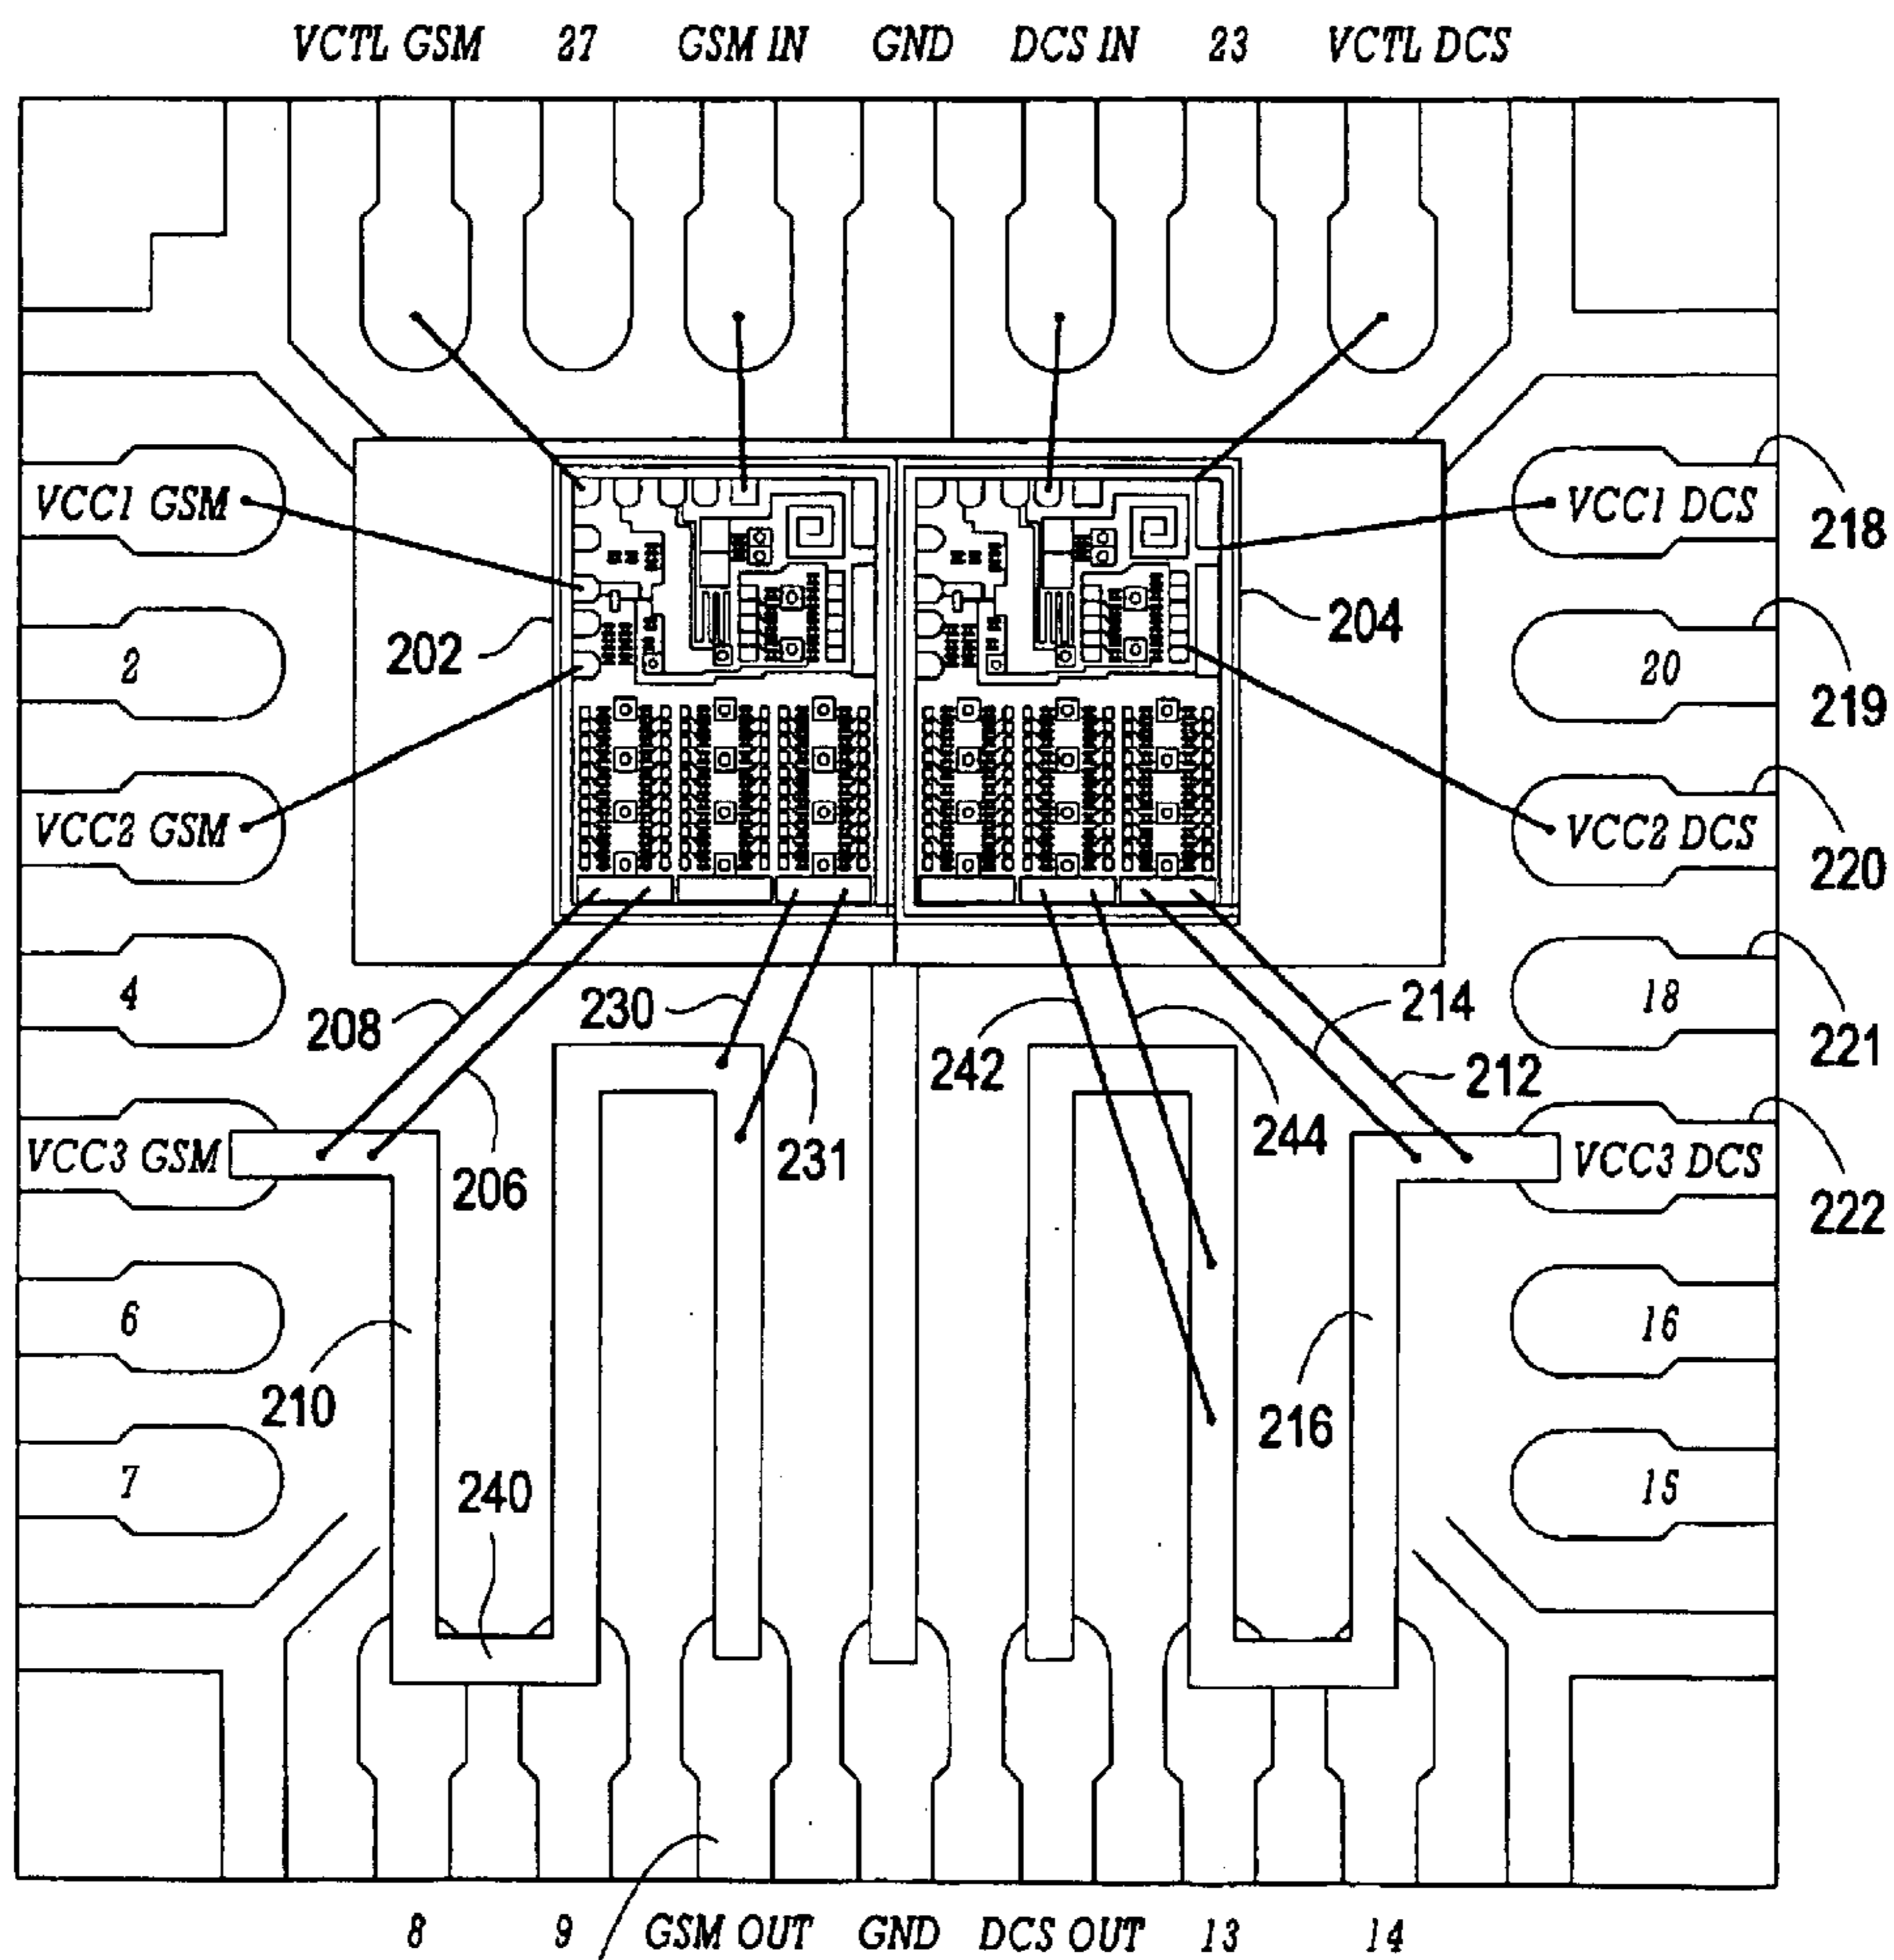 VCTL GSM 27 GSM IN GND DCS IN 23 VCTL DCS
VCC1 GSM VCC1 DCS 218
202 204
2 20 219
VCC2 GSM VCC2 DCS 220
4 18 221
208 230 242 214
212
VCC3 GSM 206 231 244 VCC3 DCS 222
6 16
210 216
7 240 15
8 9 GSM OUT GND DCS OUT 13 14